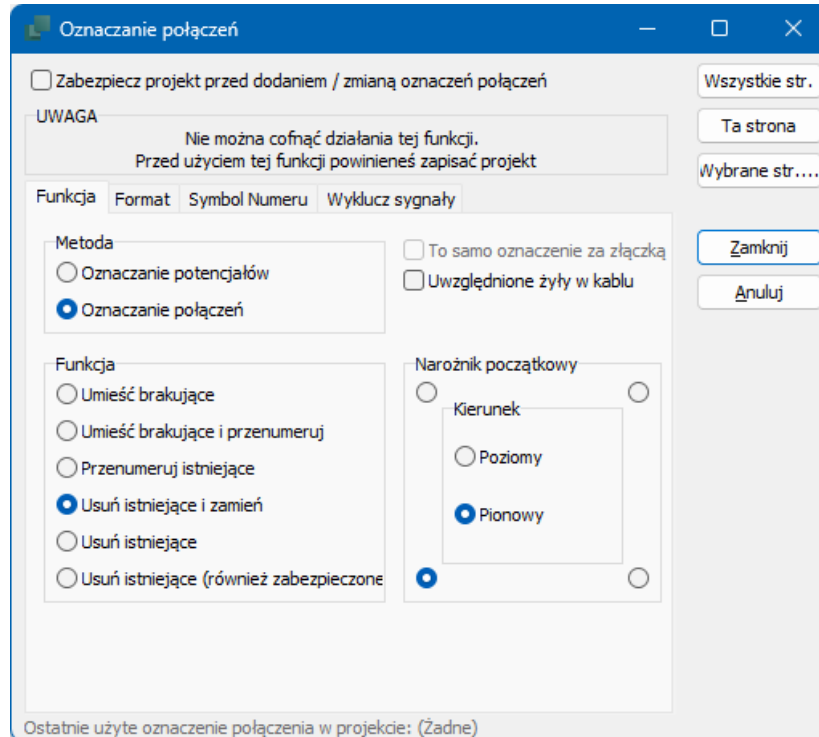 Oznaczanie połączeń
Zabezpiecz projekt przed dodaniem / zmianą oznaczeń połączeń
Wszystkie str.
UWAGA
Nie można cofnąć działania tej funkcji.
Przed użyciem tej funkcji powinieneś zapisać projekt
Ta strona
Wybrane str....
Funkcja Format Symbol Numeru Wyklucz sygnały
Metoda
Oznaczanie potencjałów
Oznaczanie połączeń
To samo oznaczenie za złączką
Uwzględnione żyły w kablu
Zamknij
Anuluj
Funkcja
Umieść brakujące
Umieść brakujące i przenumeruj
Przenumeruj istniejące
Usuń istniejące i zamień
Usuń istniejące
Usuń istniejące (również zabezpieczone
Narożnik początkowy
Kierunek
Poziomy
Pionowy
Ostatnie użyte oznaczenie połączenia w projekcie: (Żadne)